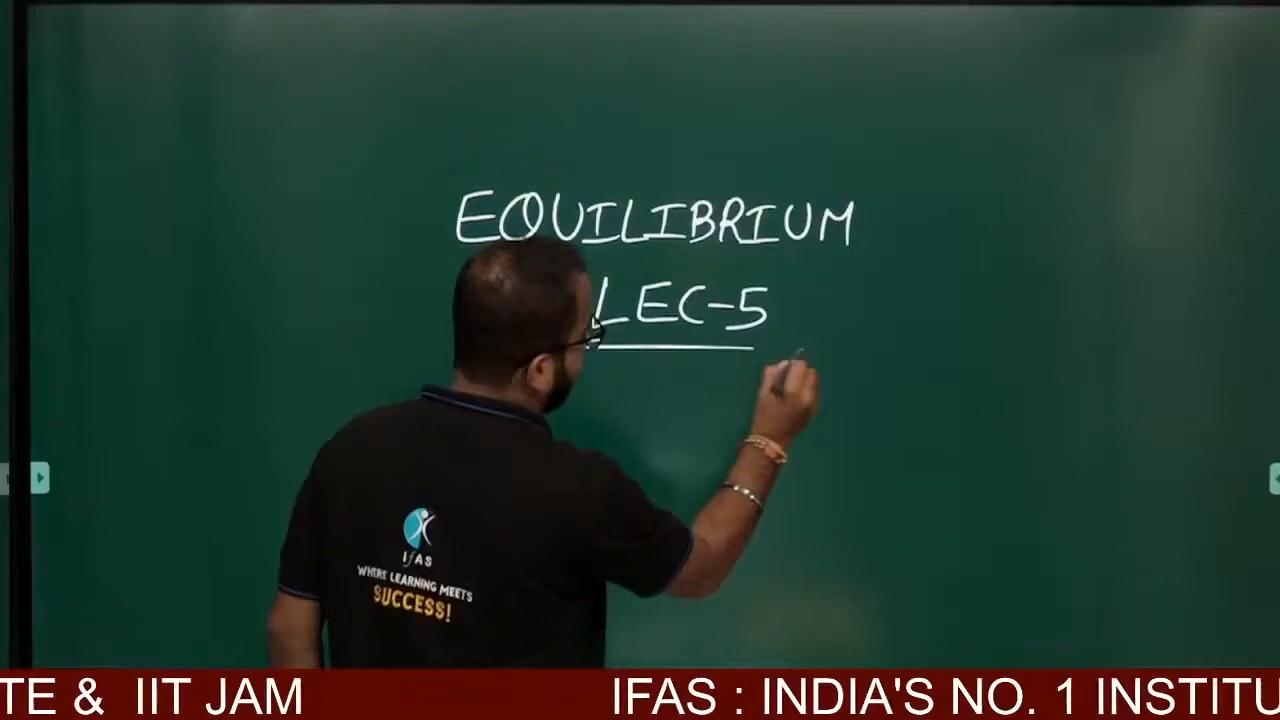 EQUILIBRIUM
LEC-5
IfAS
WHERE LEARNING MEETS
SUCCESS!
TE & IIT JAM
IFAS : INDIA'S NO. 1 INSTITU